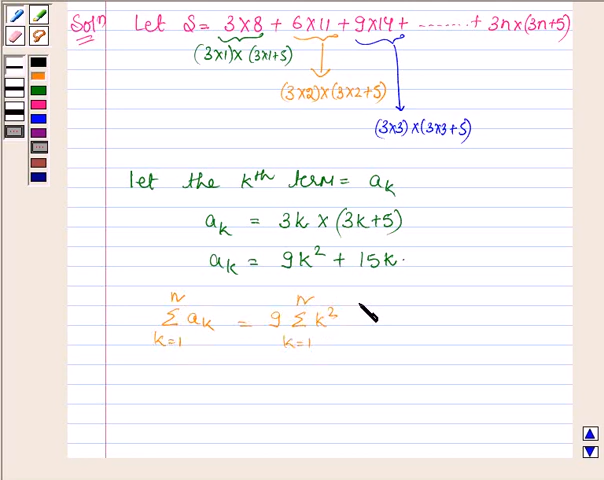 Solⁿ Let S = 3×8 + 6×11 + 9×14 + ........ + 3n×(3n+5)
(3×1)×(3×1+5)
(3×2)×(3×2+5)
(3×3)×(3×3+5)
let the kth term = ak
ak = 3k × (3k+5)
ak = 9k² + 15k.
n n
Σ ak = 9 Σ k²
k=1 k=1